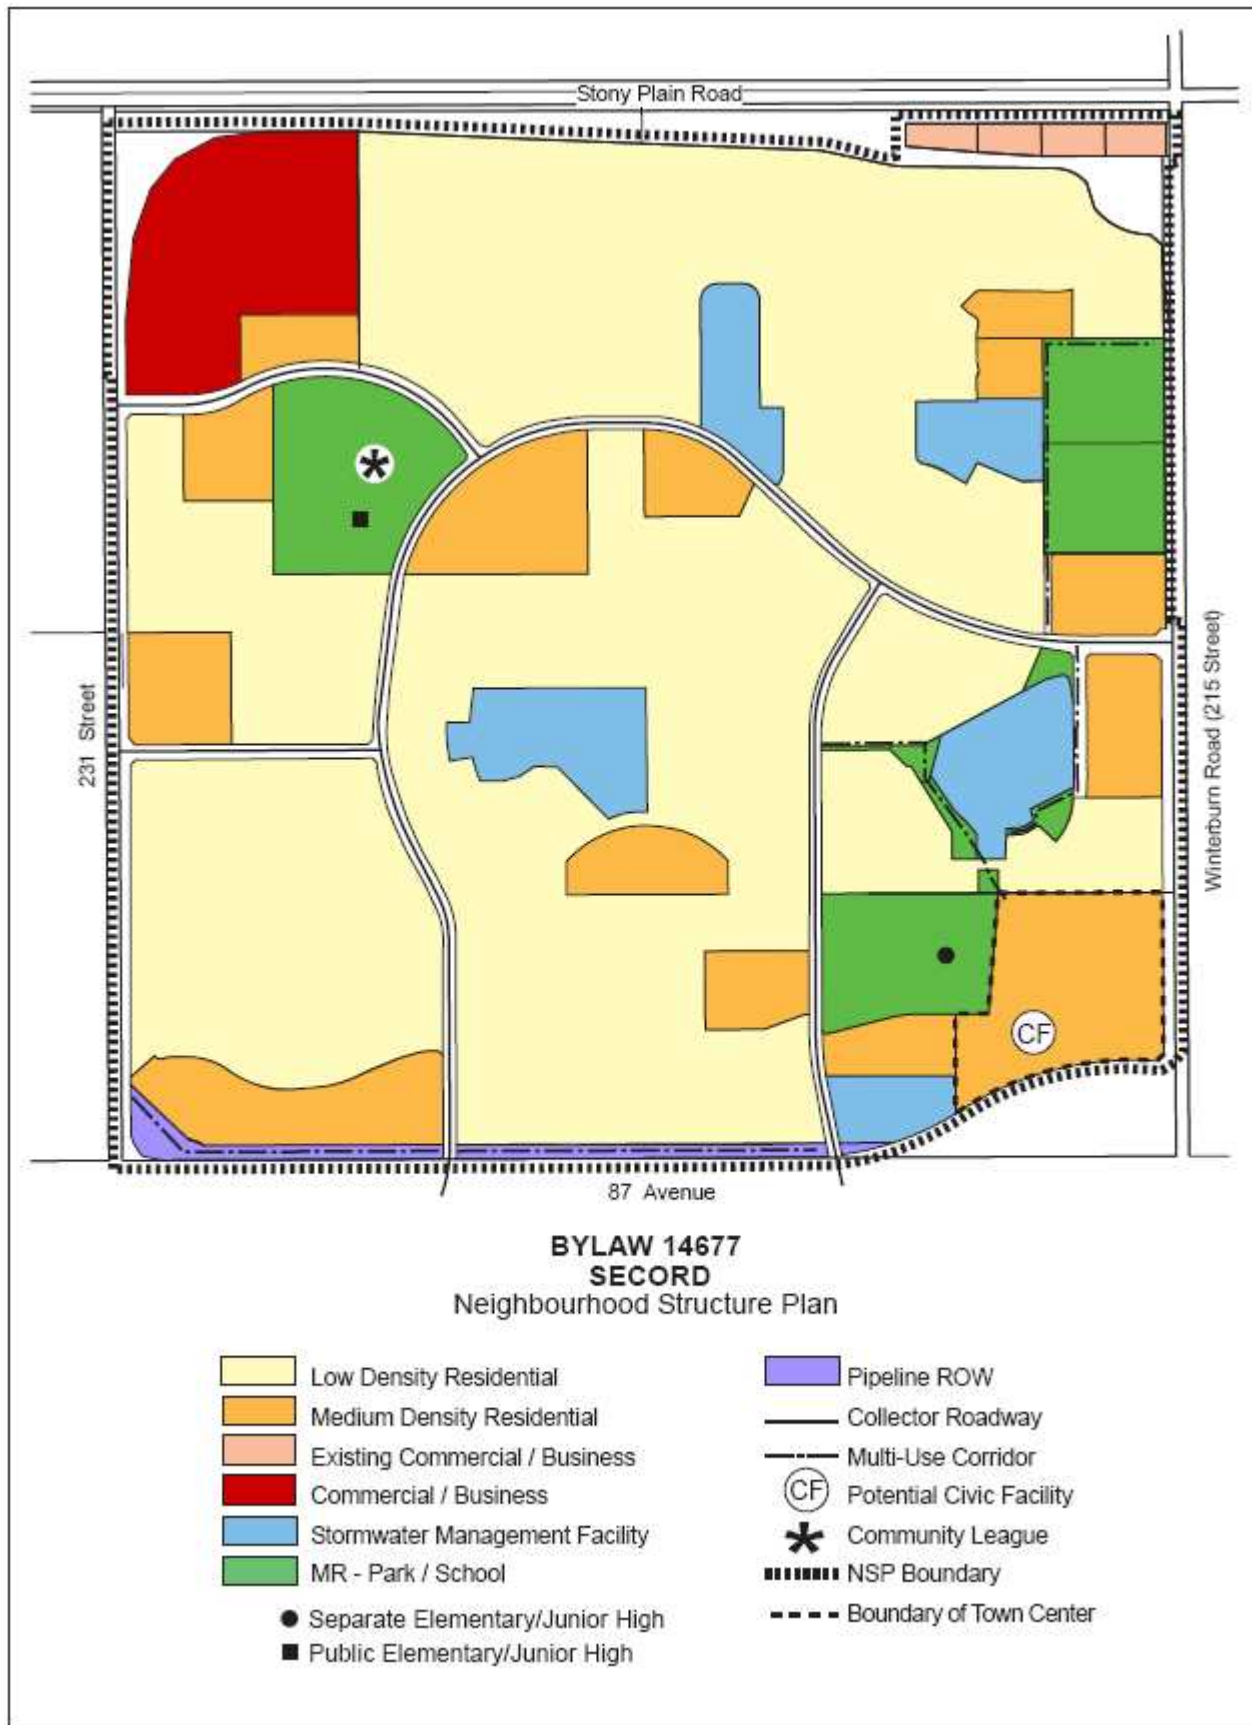 Stony Plain Road
231 Street
Winterburn Road (215 Street)
CF
87 Avenue
BYLAW 14677
SECORD
Neighbourhood Structure Plan
Low Density Residential
Medium Density Residential
Existing Commercial / Business
Commercial / Business
Stormwater Management Facility
MR - Park / School
Separate Elementary/Junior High
Public Elementary/Junior High
Pipeline ROW
Collector Roadway
Multi-Use Corridor
CF Potential Civic Facility
Community League
NSP Boundary
Boundary of Town Center